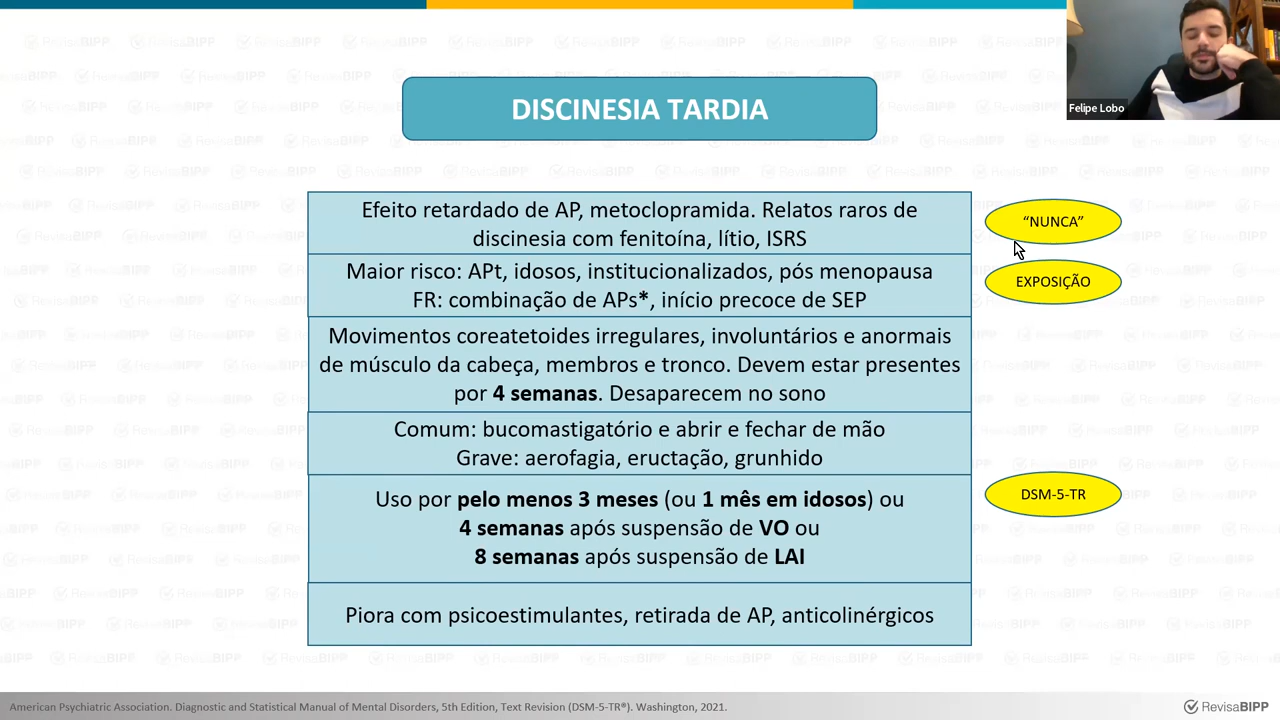 Felipe Lobo
DISCINESIA TARDIA
Efeito retardado de AP, metoclopramida. Relatos raros de
discinesia com fenitoína, lítio, ISRS
“NUNCA”
Maior risco: APt, idosos, institucionalizados, pós menopausa
FR: combinação de APs*, início precoce de SEP
EXPOSIÇÃO
Movimentos coreatetoides irregulares, involuntários e anormais
de músculo da cabeça, membros e tronco. Devem estar presentes
por 4 semanas. Desaparecem no sono
Comum: bucomastigatório e abrir e fechar de mão
Grave: aerofagia, eructação, grunhido
Uso por pelo menos 3 meses (ou 1 mês em idosos) ou
4 semanas após suspensão de VO ou
8 semanas após suspensão de LAI
DSM-5-TR
Piora com psicoestimulantes, retirada de AP, anticolinérgicos
American Psychiatric Association. Diagnostic and Statistical Manual of Mental Disorders, 5th Edition, Text Revision (DSM-5-TR®). Washington, 2021.
RevisaBIPP